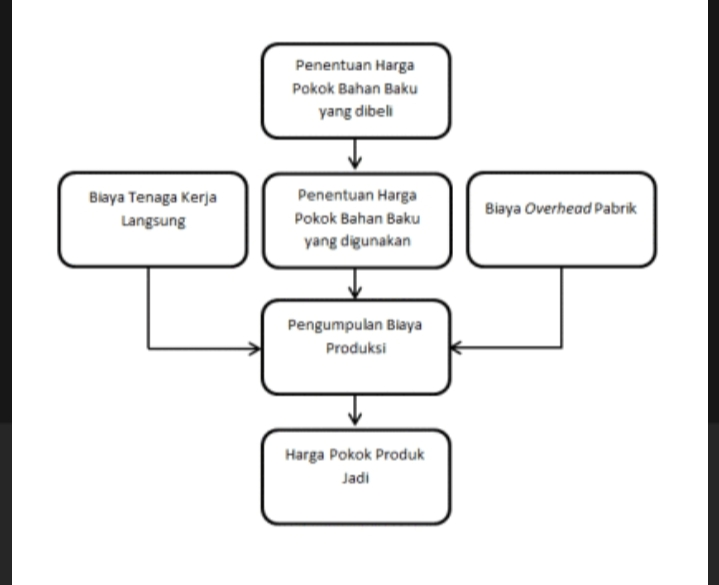 Penentuan Harga
Pokok Bahan Baku
yang dibeli
Biaya Tenaga Kerja
Langsung
Penentuan Harga
Pokok Bahan Baku
yang digunakan
Biaya Overhead Pabrik
Pengumpulan Biaya
Produksi
Harga Pokok Produk
Jadi